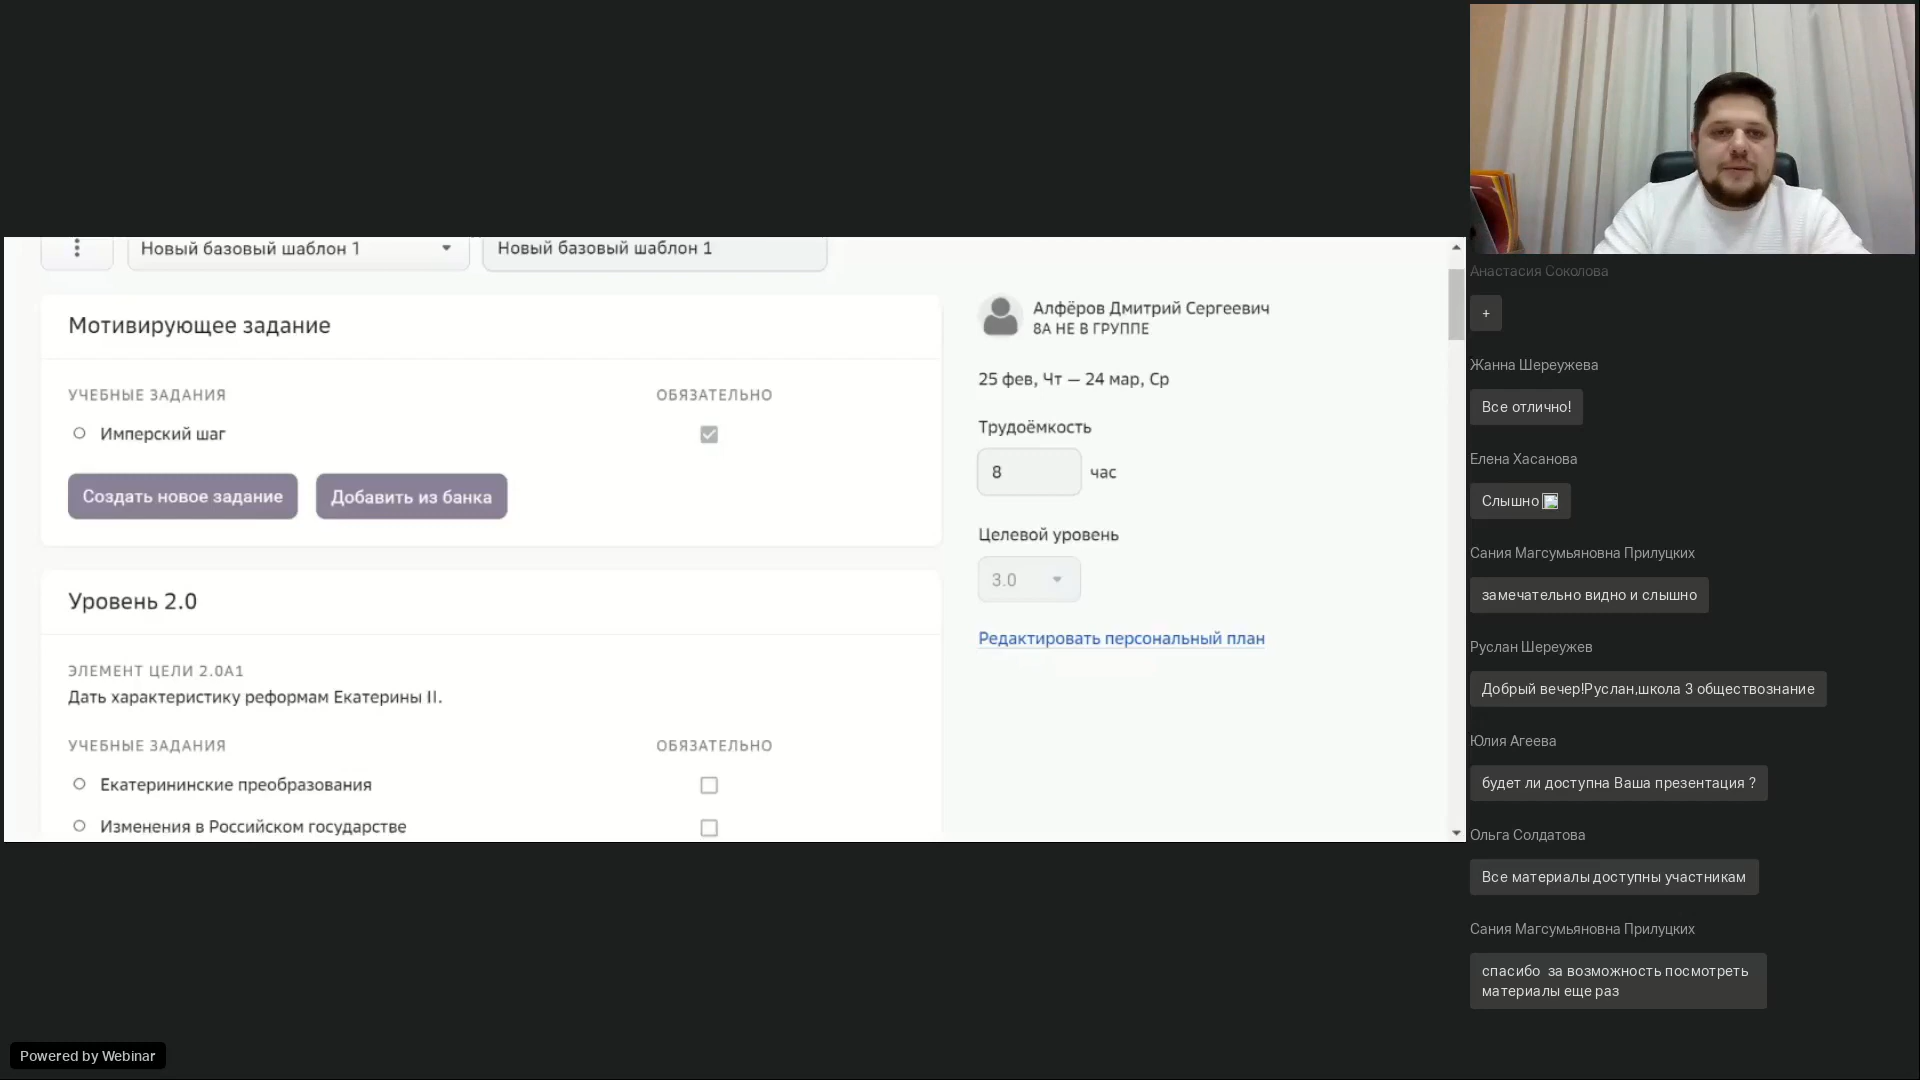 Новый базовый шаблон 1
Новый базовый шаблон 1
Мотивирующее задание
УЧЕБНЫЕ ЗАДАНИЯ
ОБЯЗАТЕЛЬНО
Имперский шаг
Создать новое задание
Добавить из банка
Уровень 2.0
ЭЛЕМЕНТ ЦЕЛИ 2.0A1
Дать характеристику реформам Екатерины II.
УЧЕБНЫЕ ЗАДАНИЯ
ОБЯЗАТЕЛЬНО
Екатерининские преобразования
Изменения в Российском государстве
Алфёров Дмитрий Сергеевич
8А НЕ В ГРУППЕ
25 фев, Чт — 24 мар, Ср
Трудоёмкость
8 час
Целевой уровень
3.0
Редактировать персональный план
Анастасия Соколова
+
Жанна Шереужева
Все отлично!
Елена Хасанова
Слышно
Сания Магсумьяновна Прилуцких
замечательно видно и слышно
Руслан Шереужев
Добрый вечер!Руслан,школа 3 обществознание
Юлия Агеева
будет ли доступна Ваша презентация ?
Ольга Солдатова
Все материалы доступны участникам
Сания Магсумьяновна Прилуцких
спасибо за возможность посмотреть
материалы еще раз
Powered by Webinar